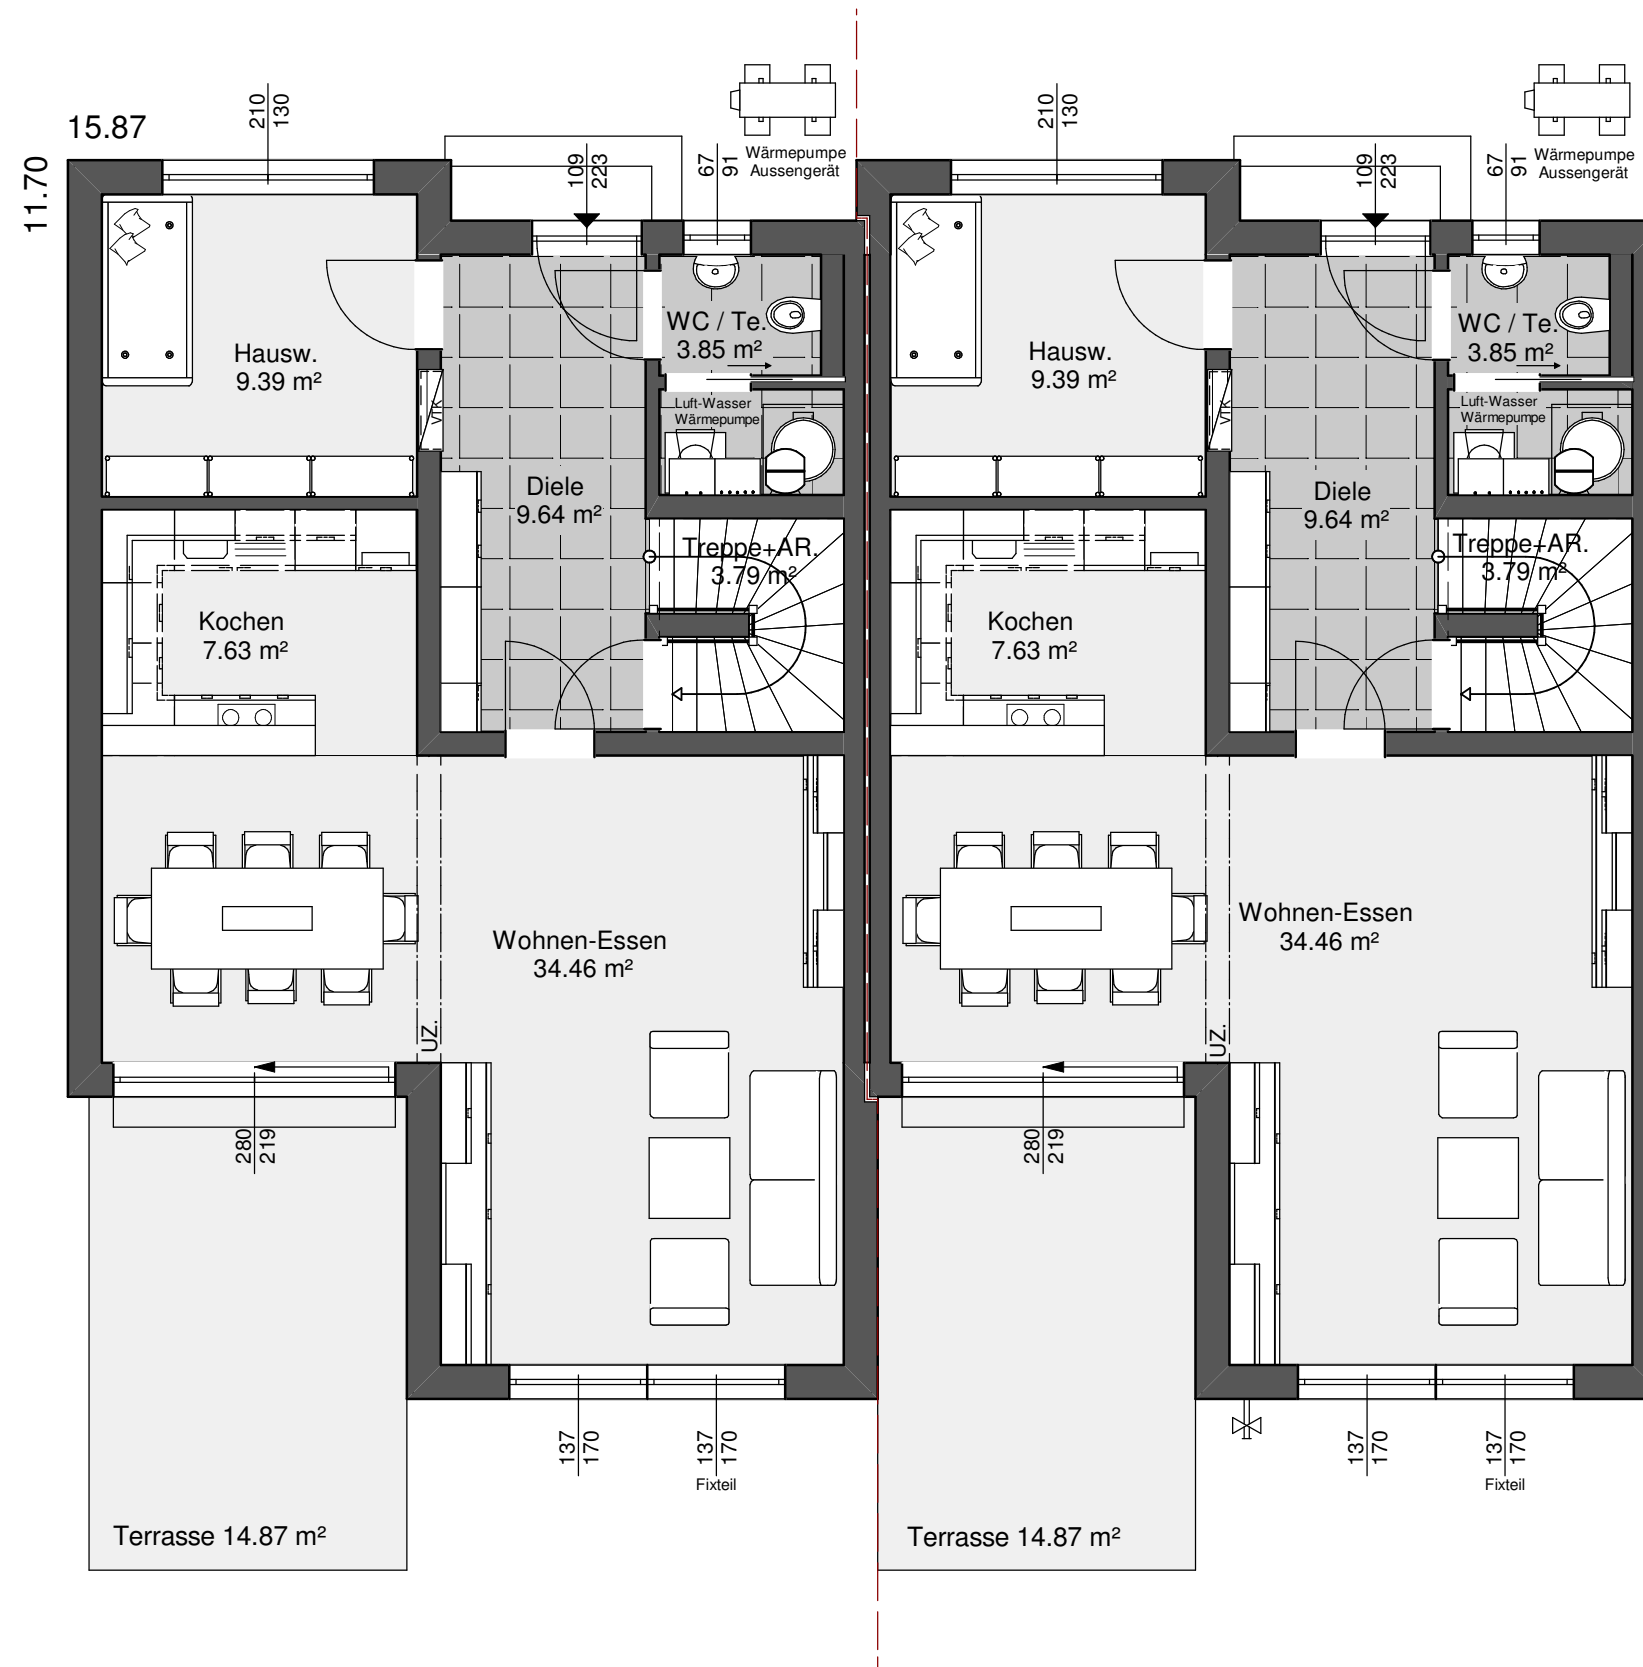 15.87
11.70
210
130
109
223
67
91
Wärmepumpe
Aussengerät
210
130
109
223
67
91
Wärmepumpe
Aussengerät
Hausw.
9.39 m²
WC / Te.
3.85 m²
Luft-Wasser
Wärmepumpe
VTK
Diele
9.64 m²
Treppe+AR.
3.79 m²
Kochen
7.63 m²
Wohnen-Essen
34.46 m²
UZ.
280
219
137
170
137
170
Fixteil
Terrasse 14.87 m²
Hausw.
9.39 m²
WC / Te.
3.85 m²
Luft-Wasser
Wärmepumpe
VTK
Diele
9.64 m²
Treppe+AR.
3.79 m²
Kochen
7.63 m²
Wohnen-Essen
34.46 m²
UZ.
280
219
137
170
137
170
Fixteil
Terrasse 14.87 m²